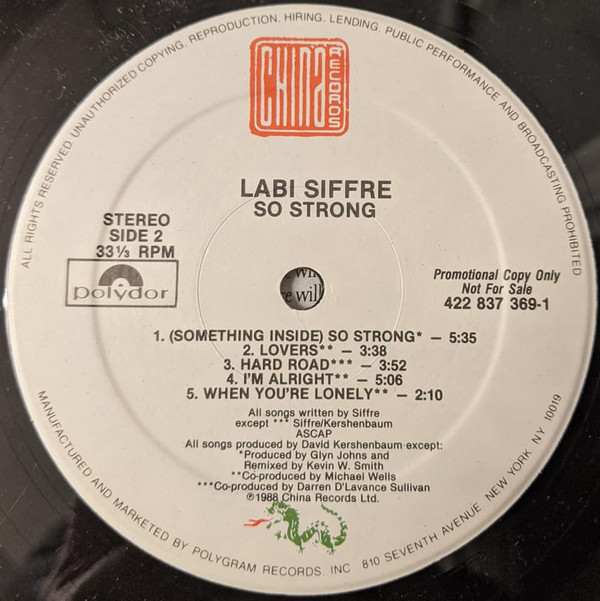 ALL RIGHTS RESERVED. UNAUTHORIZED COPYING, REPRODUCTION, HIRING, LENDING, PUBLIC PERFORMANCE AND BROADCASTING PROHIBITED
CHINA RECORDS
LABI SIFFRE
SO STRONG
STEREO
SIDE 2
33⅓ RPM
polydor
Promotional Copy Only
Not For Sale
422 837 369-1
1. (SOMETHING INSIDE) SO STRONG* – 5:35
2. LOVERS** – 3:38
3. HARD ROAD*** – 3:52
4. I'M ALRIGHT** – 5:06
5. WHEN YOU'RE LONELY** – 2:10
All songs written by Siffre
except *** Siffre/Kershenbaum
ASCAP
All songs produced by David Kershenbaum except:
*Produced by Glyn Johns and
Remixed by Kevin W. Smith
**Co-produced by Michael Wells
***Co-produced by Darren D'Lavance Sullivan
℗1988 China Records Ltd.
MANUFACTURED AND MARKETED BY POLYGRAM RECORDS, INC 810 SEVENTH AVENUE, NEW YORK, NY 10019